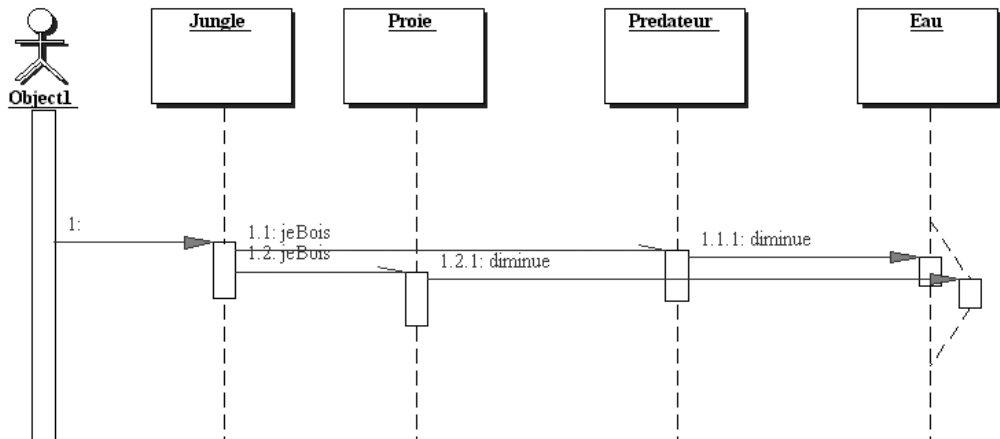 Jungle
Proie
Predateur
Eau
Object1
1:
1.1: jeBois
1.1.1: diminue
1.2: jeBois
1.2.1: diminue